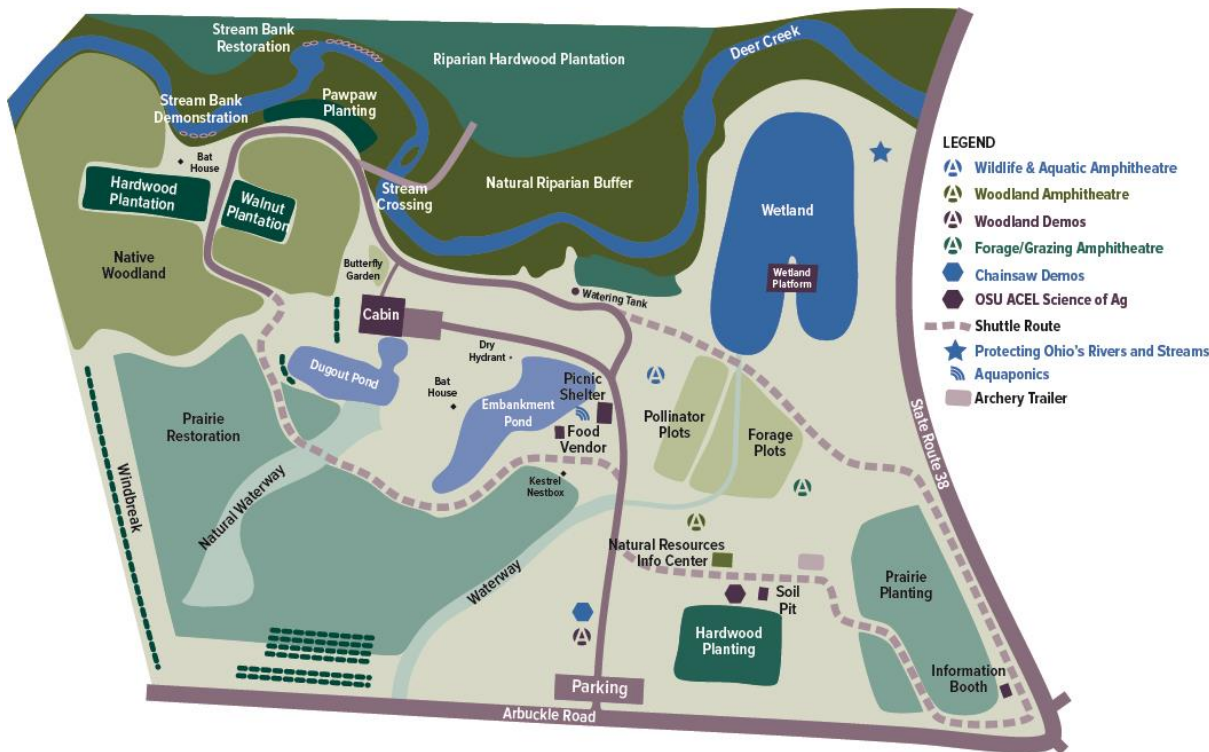 Stream Bank
Restoration
Riparian Hardwood Plantation
Deer Creek
Stream Bank
Demonstration
Pawpaw
Planting
Bat
House
Hardwood
Plantation
Walnut
Plantation
Stream
Crossing
Natural Riparian Buffer
Wetland
Wetland
Platform
Native
Woodland
Butterfly
Garden
Watering Tank
Cabin
Dry
Hydrant
Dugout Pond
Bat
House
Embankment
Pond
Picnic
Shelter
Food
Vendor
Pollinator
Plots
Forage
Plots
Prairie
Restoration
Windbreak
Natural Waterway
Kestrel
Nestbox
Waterway
Natural Resources
Info Center
Soil
Pit
Hardwood
Planting
Prairie
Planting
Information
Booth
Parking
Arbuckle Road
State Route 38
LEGEND
Wildlife & Aquatic Amphitheatre
Woodland Amphitheatre
Woodland Demos
Forage/Grazing Amphitheatre
Chainsaw Demos
OSU ACEL Science of Ag
Shuttle Route
Protecting Ohio's Rivers and Streams
Aquaponics
Archery Trailer